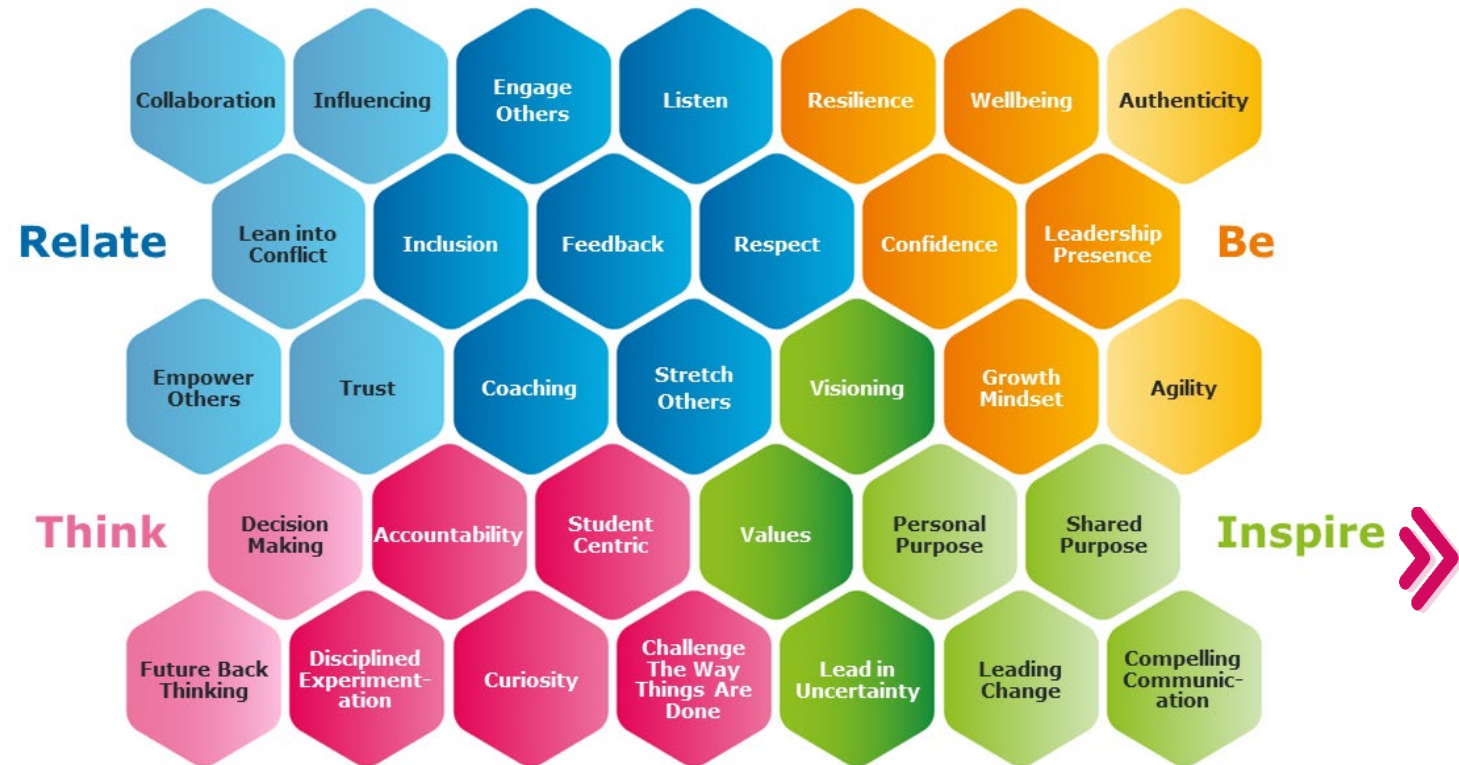 Collaboration
Influencing
Engage
Others
Listen
Resilience
Wellbeing
Authenticity
Relate
Lean into
Conflict
Inclusion
Feedback
Respect
Confidence
Leadership
Presence
Be
Empower
Others
Trust
Coaching
Stretch
Others
Visioning
Growth
Mindset
Agility
Think
Decision
Making
Accountability
Student
Centric
Values
Personal
Purpose
Shared
Purpose
Inspire
Future Back
Thinking
Disciplined
Experiment-
ation
Curiosity
Challenge
The Way
Things Are
Done
Lead in
Uncertainty
Leading
Change
Compelling
Communic-
ation